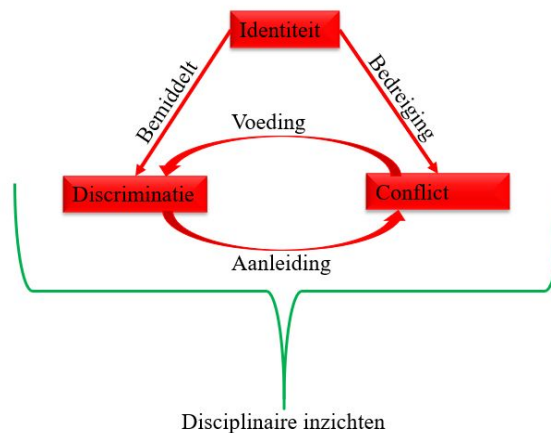 Identiteit
Bemiddelt
Bedreiging
Voeding
Discriminatie
Conflict
Aanleiding
Disciplinaire inzichten